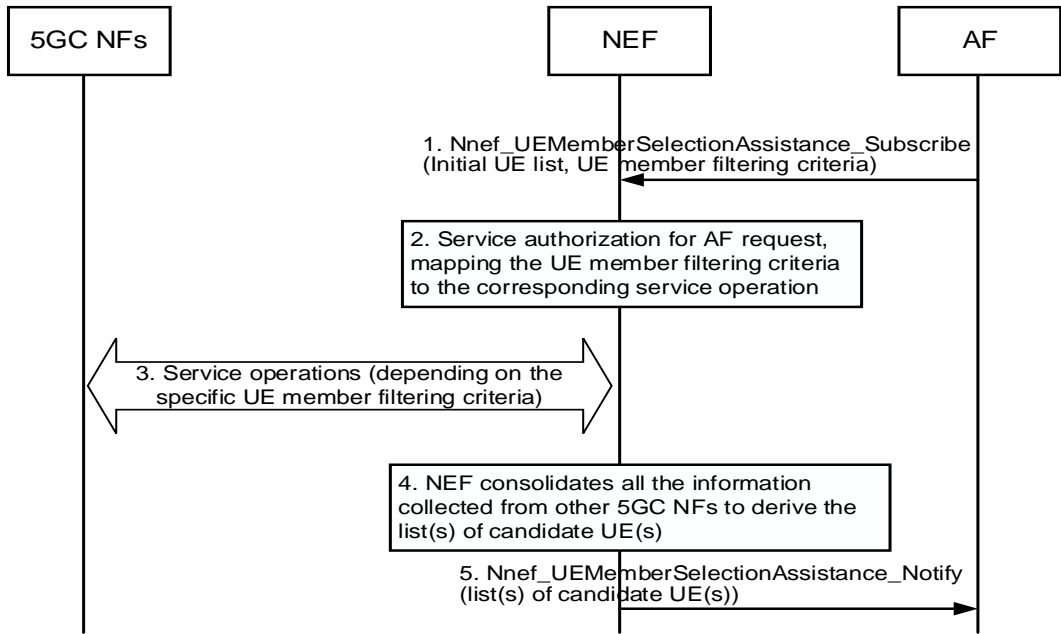 5GC NFs
NEF
AF
1. Nnef_UEMemberSelectionAssistance_Subscribe
(Initial UE list, UE member filtering criteria)
2. Service authorization for AF request,
mapping the UE member filtering criteria
to the corresponding service operation
3. Service operations (depending on the
specific UE member filtering criteria)
4. NEF consolidates all the information
collected from other 5GC NFs to derive the
list(s) of candidate UE(s)
5. Nnef_UEMemberSelectionAssistance_Notify
(list(s) of candidate UE(s))